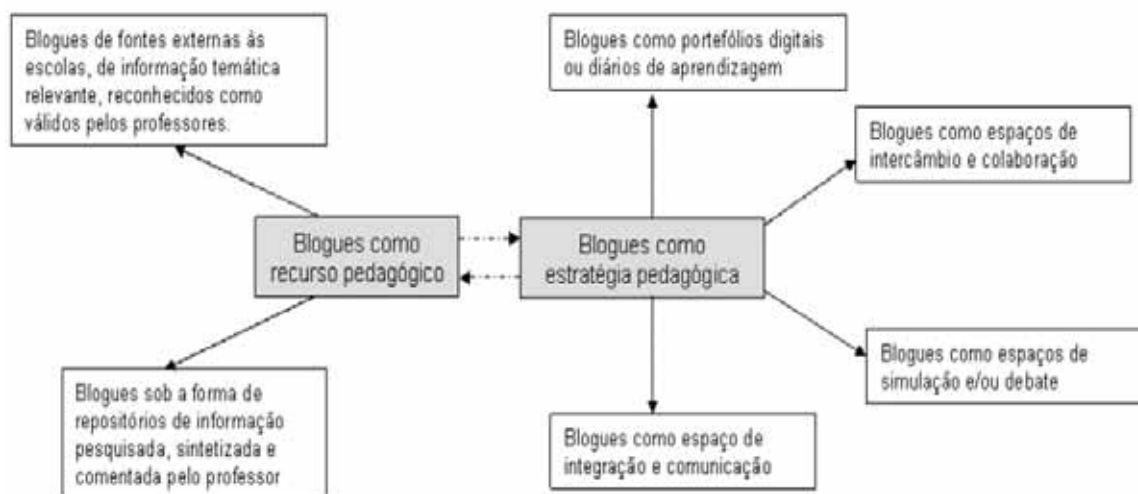 Blogues de fontes externas às
escolas, de informação temática
relevante, reconhecidos como
válidos pelos professores.
Blogues como portefólios digitais
ou diários de aprendizagem
Blogues como espaços de
intercâmbio e colaboração
Blogues como
recurso pedagógico
Blogues como
estratégia pedagógica
Blogues como espaços de
simulação e/ou debate
Blogues sob a forma de
repositórios de informação
pesquisada, sintetizada e
comentada pelo professor
Blogues como espaço de
integração e comunicação